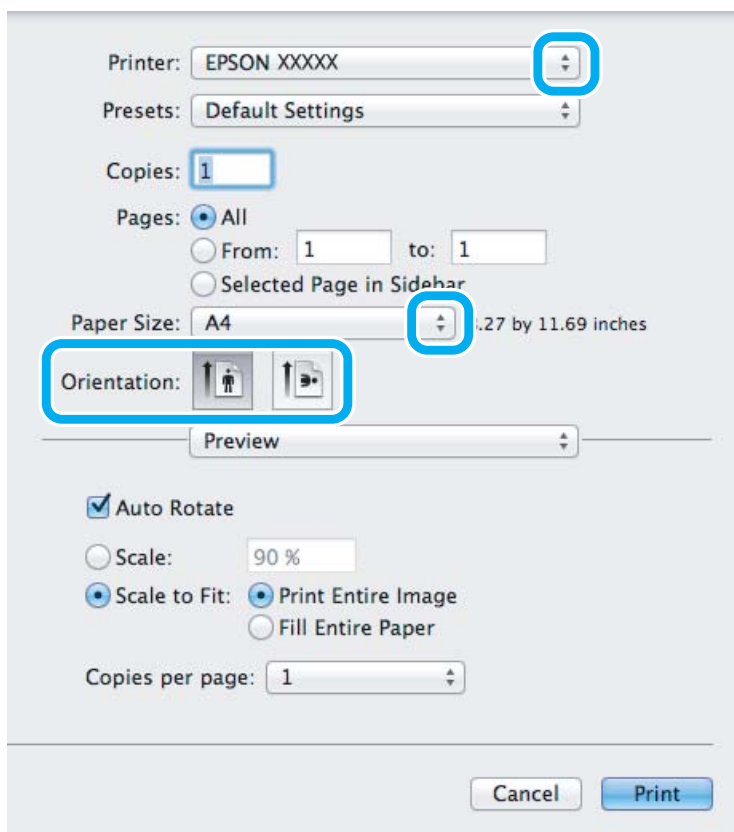 Printer: EPSON XXXXX
Presets: Default Settings
Copies: 1
Pages: All
From: 1 to: 1
Selected Page in Sidebar
Paper Size: A4 .27 by 11.69 inches
Orientation:
Preview
Auto Rotate
Scale: 90 %
Scale to Fit: Print Entire Image
Fill Entire Paper
Copies per page: 1
Cancel Print